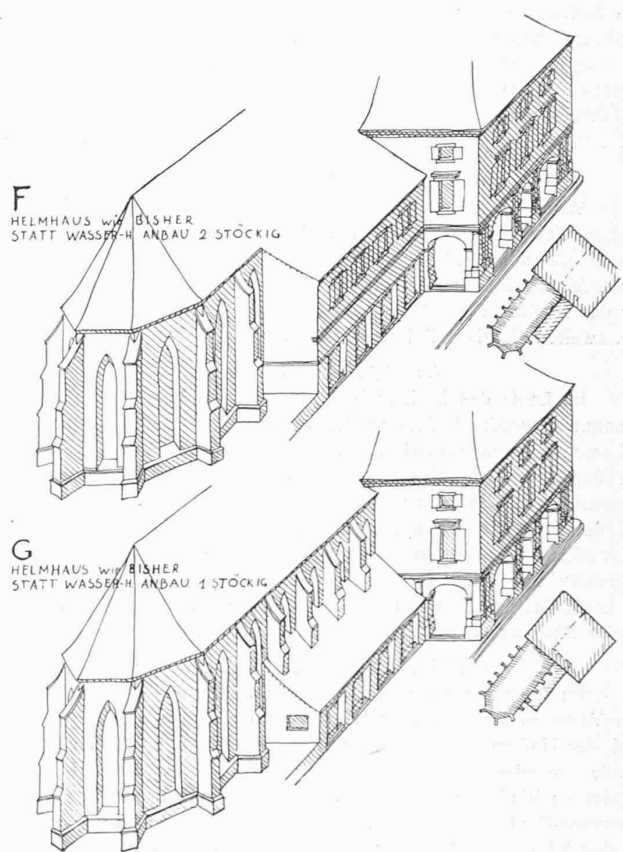 F
HELMHAUS wie BISHER
STATT WASSER-H ANBAU 2 STÖCKIG
G
HELMHAUS wie BISHER
STATT WASSER-H ANBAU 1 STÖCKIG